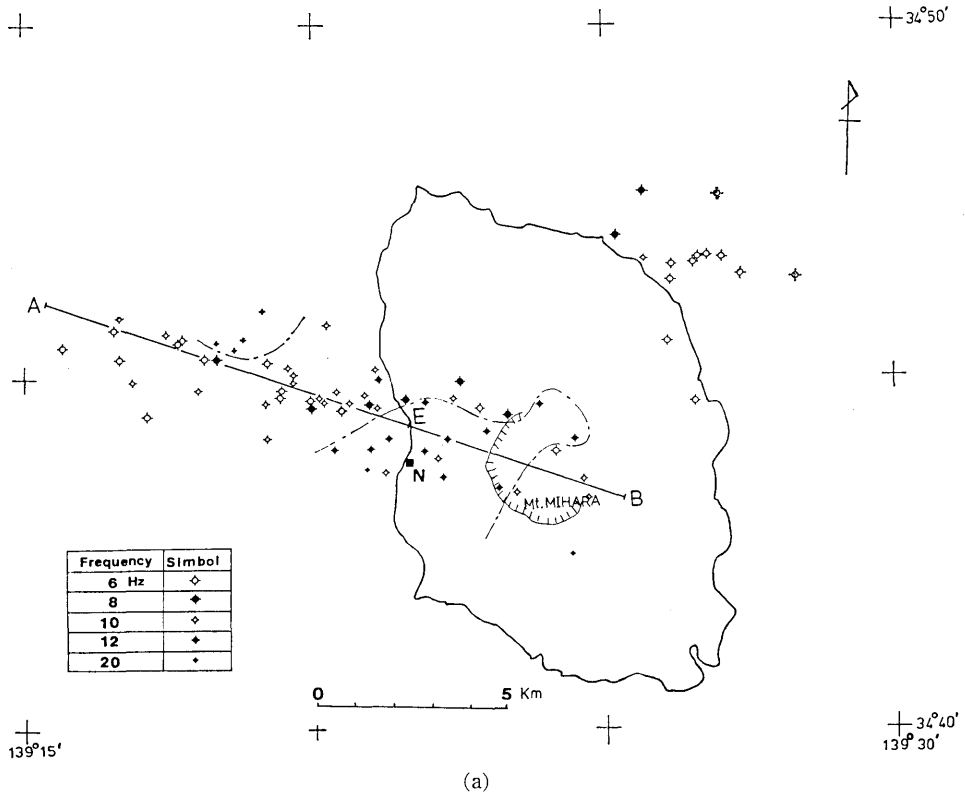 34°50'
A
E
N
Mt.MIHARA
B
Frequency Simbol
6 Hz
8
10
12
20
0 5 Km
34°40'
139°15'
139°30'
(a)